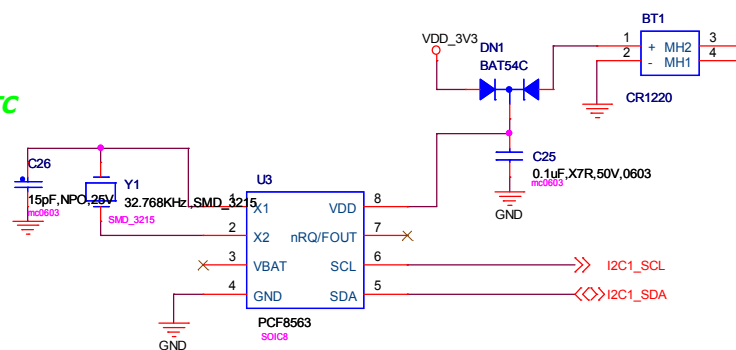 BT1
VDD_3V3
DN1
BAT54C
1
+
MH2
3
2
-
MH1
4
CR1220
TC
C26
15pF,NPO,25V
mc0603
Y1
32.768KHz,SMD_3215
SMD_3215
C25
0.1uF,X7R,50V,0603
mc0603
GND
U3
1
X1
VDD
8
2
X2
nRQ/FOUT
7
3
VBAT
SCL
6
I2C1_SCL
4
GND
SDA
5
I2C1_SDA
PCF8563
SOIC8
GND